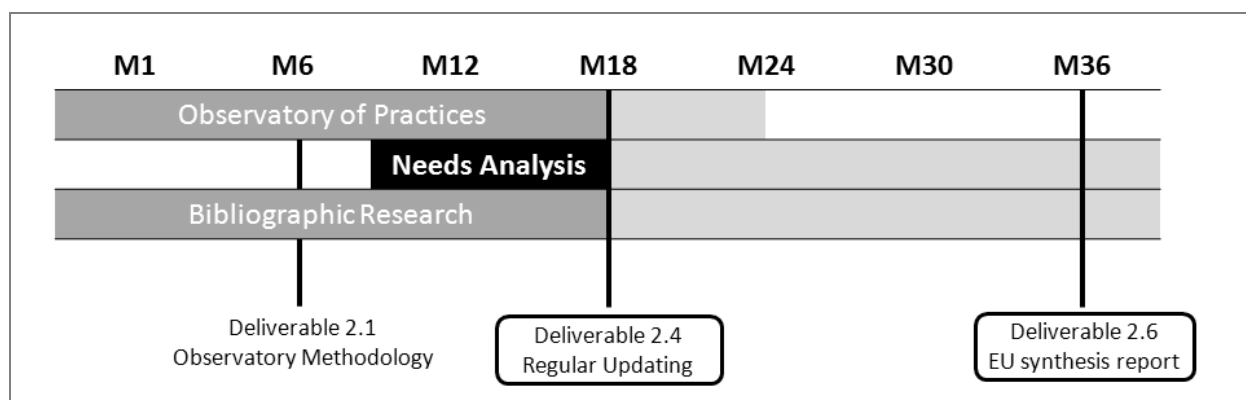 M1 M6 M12 M18 M24 M30 M36
Observatory of Practices
Needs Analysis
Bibliographic Research
Deliverable 2.1
Observatory Methodology
Deliverable 2.4
Regular Updating
Deliverable 2.6
EU synthesis report